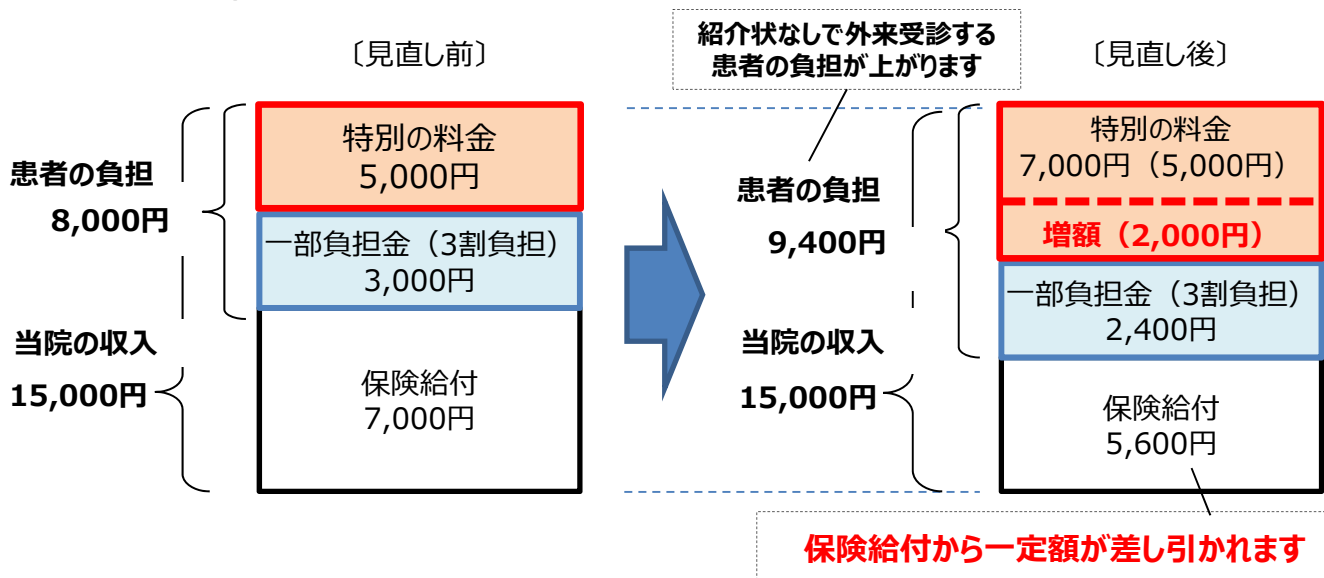 〔見直し前〕
特別の料金
5,000円
患者の負担
8,000円
一部負担金（3割負担）
3,000円
当院の収入
15,000円
保険給付
7,000円
紹介状なしで外来受診する
患者の負担が上がります
〔見直し後〕
特別の料金
7,000円（5,000円）
増額（2,000円）
患者の負担
9,400円
一部負担金（3割負担）
2,400円
当院の収入
15,000円
保険給付
5,600円
保険給付から一定額が差し引かれます